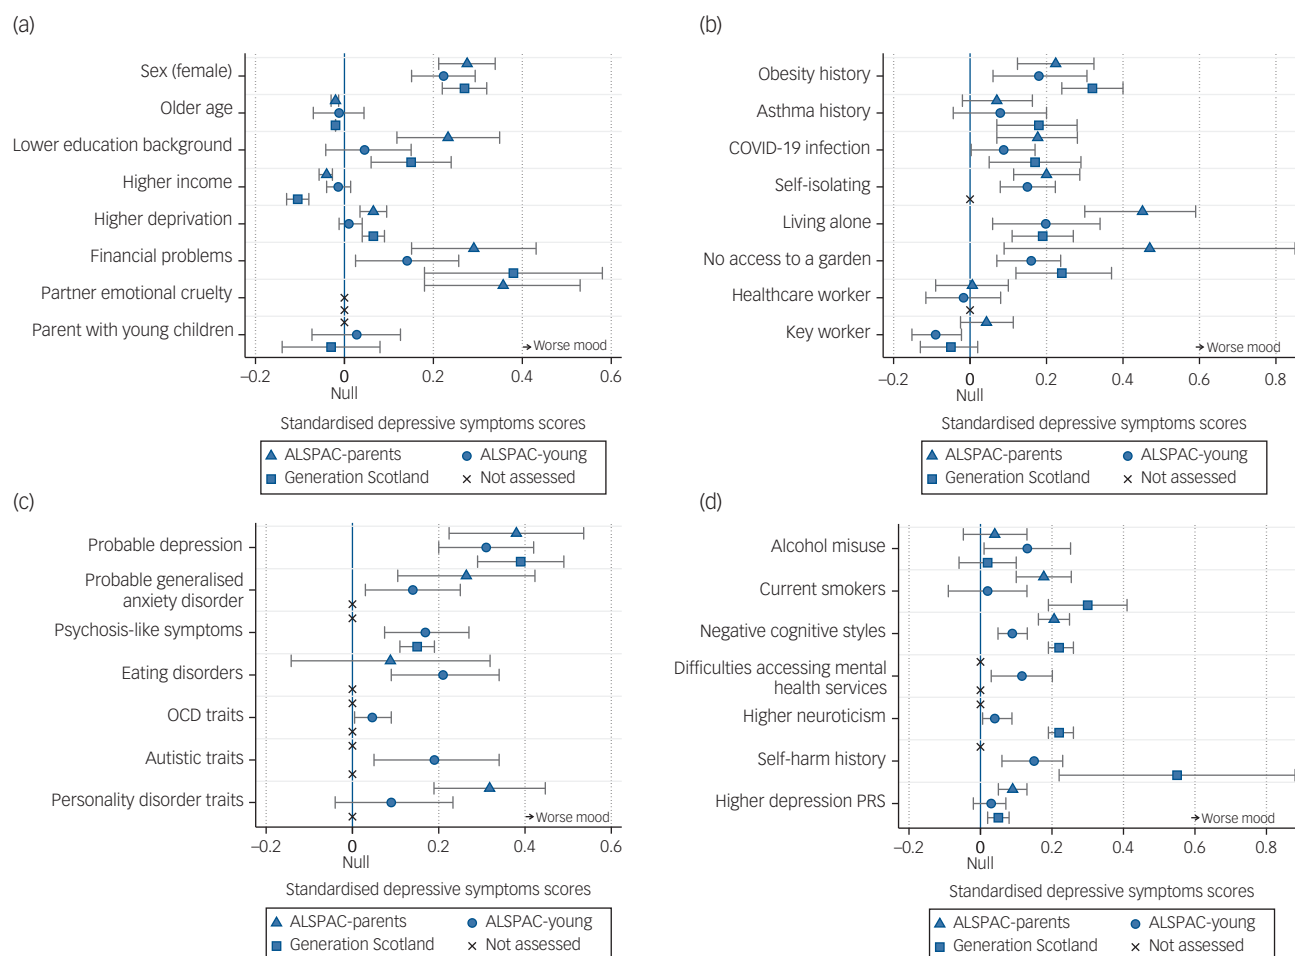 (a)
Sex (female)
Older age
Lower education background
Higher income
Higher deprivation
Financial problems
Partner emotional cruelty
Parent with young children
Worse mood
−0.2
0
0.2
0.4
0.6
Null
Standardised depressive symptoms scores
ALSPAC-parents
ALSPAC-young
Generation Scotland
Not assessed
(b)
Obesity history
Asthma history
COVID-19 infection
Self-isolating
Living alone
No access to a garden
Healthcare worker
Key worker
Worse mood
−0.2
0
0.2
0.4
0.6
0.8
Null
Standardised depressive symptoms scores
ALSPAC-parents
ALSPAC-young
Generation Scotland
Not assessed
(c)
Probable depression
Probable generalised
anxiety disorder
Psychosis-like symptoms
Eating disorders
OCD traits
Autistic traits
Personality disorder traits
Worse mood
−0.2
0
0.2
0.4
0.6
Null
Standardised depressive symptoms scores
ALSPAC-parents
ALSPAC-young
Generation Scotland
Not assessed
(d)
Alcohol misuse
Current smokers
Negative cognitive styles
Difficulties accessing mental
health services
Higher neuroticism
Self-harm history
Higher depression PRS
Worse mood
−0.2
0
0.2
0.4
0.6
0.8
Null
Standardised depressive symptoms scores
ALSPAC-parents
ALSPAC-young
Generation Scotland
Not assessed